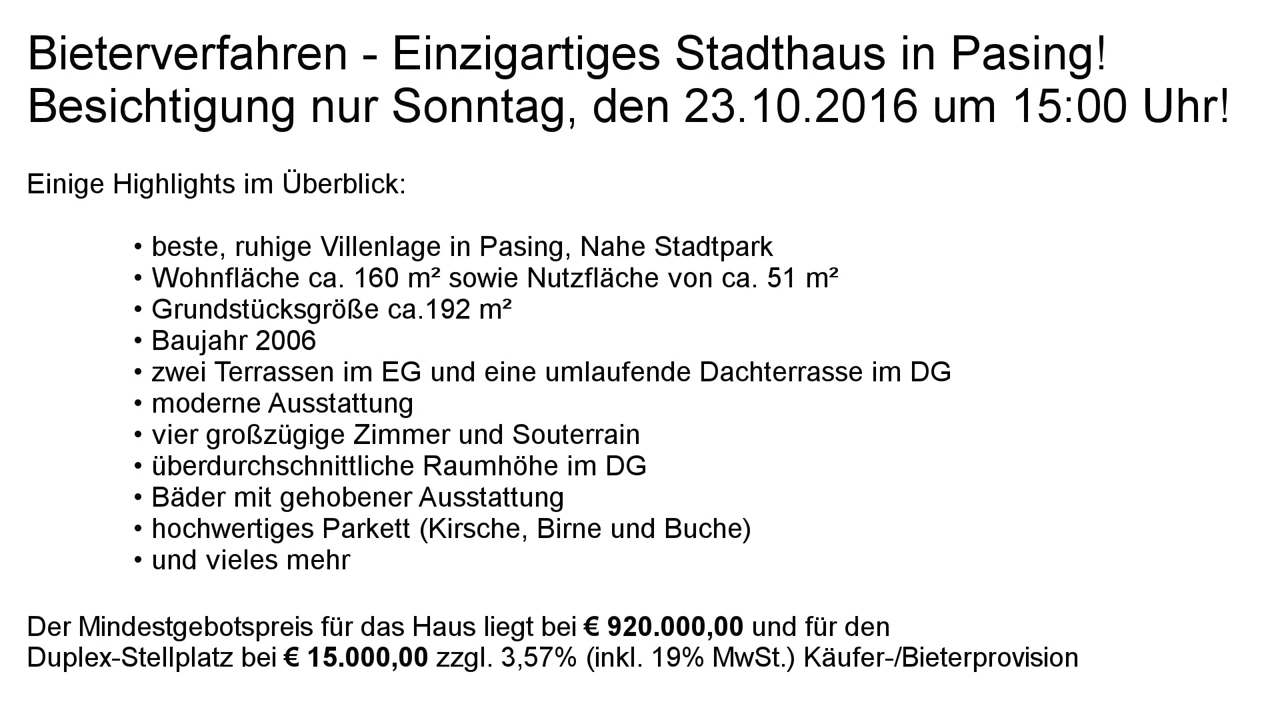 Bieterverfahren - Einzigartiges Stadthaus in Pasing!
Besichtigung nur Sonntag, den 23.10.2016 um 15:00 Uhr!
Einige Highlights im Überblick:
• beste, ruhige Villenlage in Pasing, Nahe Stadtpark
• Wohnfläche ca. 160 m² sowie Nutzfläche von ca. 51 m²
• Grundstücksgröße ca.192 m²
• Baujahr 2006
• zwei Terrassen im EG und eine umlaufende Dachterrasse im DG
• moderne Ausstattung
• vier großzügige Zimmer und Souterrain
• überdurchschnittliche Raumhöhe im DG
• Bäder mit gehobener Ausstattung
• hochwertiges Parkett (Kirsche, Birne und Buche)
• und vieles mehr
Der Mindestgebotspreis für das Haus liegt bei € 920.000,00 und für den
Duplex-Stellplatz bei € 15.000,00 zzgl. 3,57% (inkl. 19% MwSt.) Käufer-/Bieterprovision